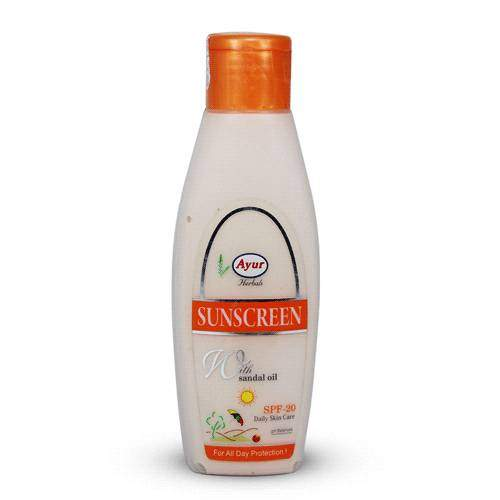 Ayur
Herbals
SUNSCREEN
With
sandal oil
SPF-20
Daily Skin Care
For All Day Protection !